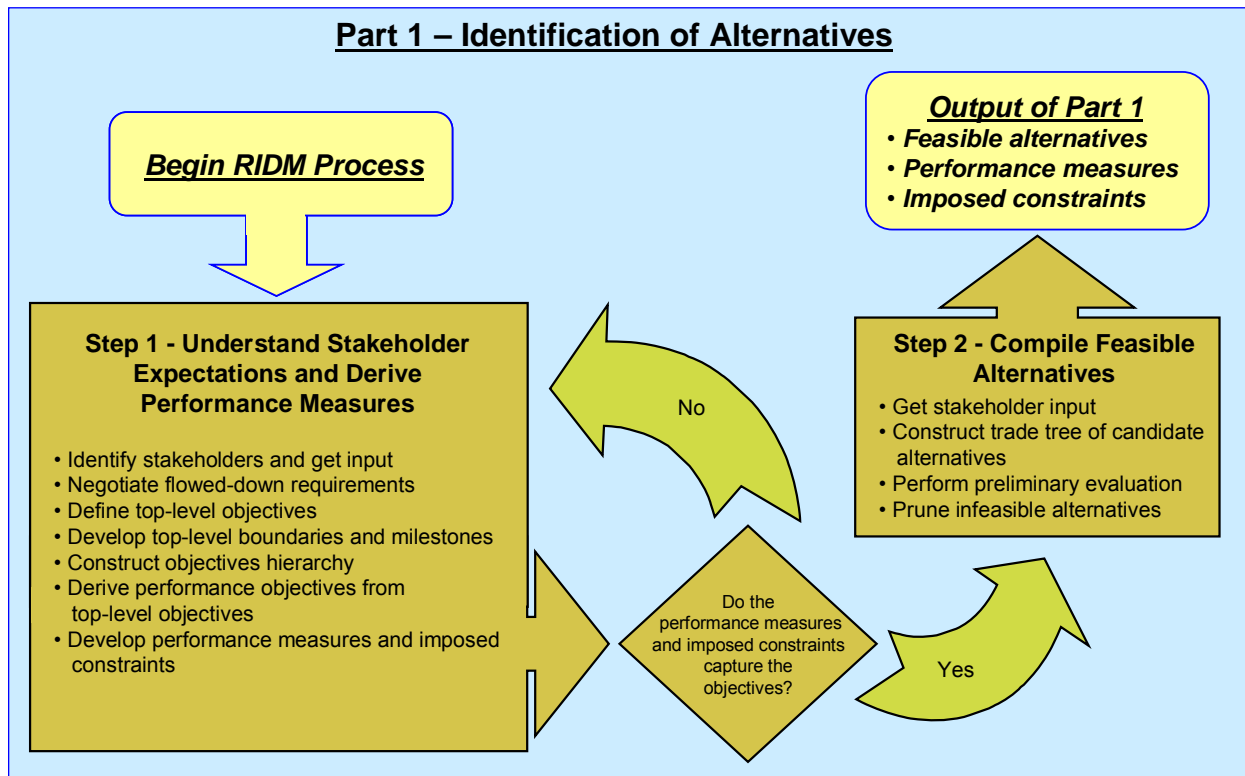 Part 1 – Identification of Alternatives
Begin RIDM Process
Output of Part 1
• Feasible alternatives
• Performance measures
• Imposed constraints
Step 1 - Understand Stakeholder
Expectations and Derive
Performance Measures
• Identify stakeholders and get input
• Negotiate flowed-down requirements
• Define top-level objectives
• Develop top-level boundaries and milestones
• Construct objectives hierarchy
• Derive performance objectives from
top-level objectives
• Develop performance measures and imposed
constraints
No
Do the
performance measures
and imposed constraints
capture the
objectives?
Yes
Step 2 - Compile Feasible
Alternatives
• Get stakeholder input
• Construct trade tree of candidate
alternatives
• Perform preliminary evaluation
• Prune infeasible alternatives